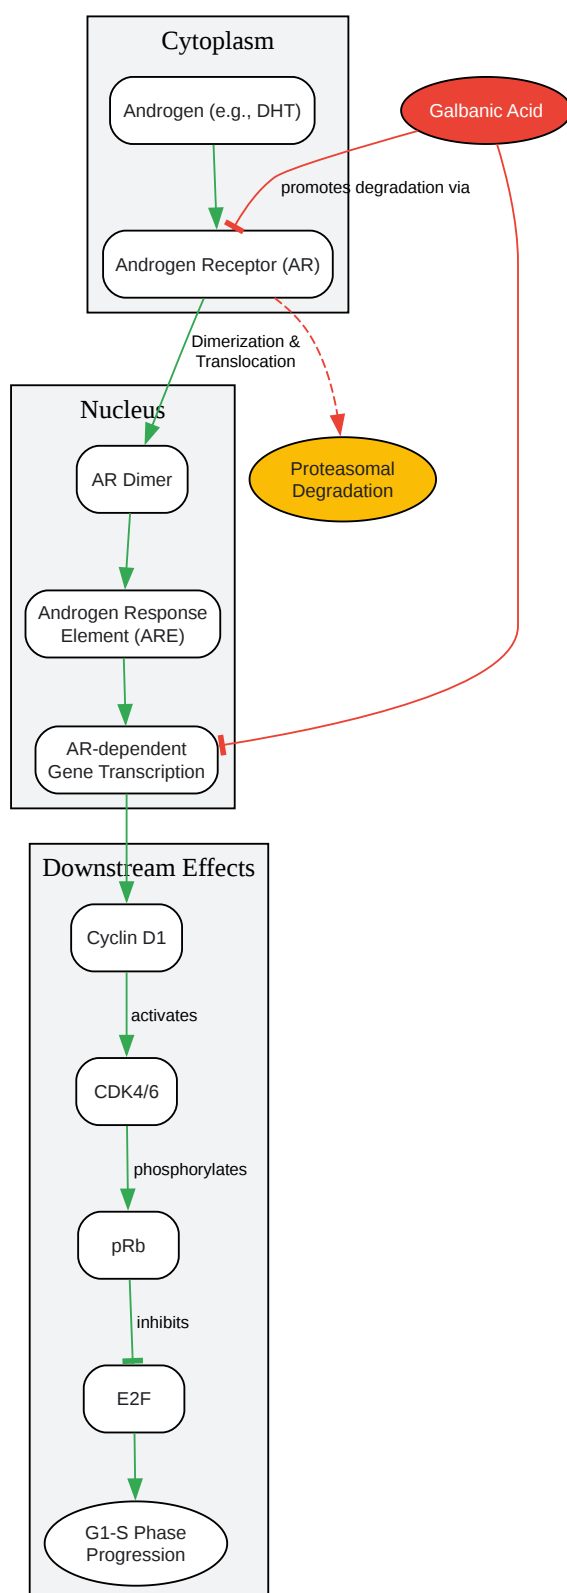 Cytoplasm
Androgen (e.g., DHT)
Galbanic Acid
promotes degradation via
Androgen Receptor (AR)
Dimerization &
Translocation
Nucleus
AR Dimer
Proteasomal
Degradation
Androgen Response
Element (ARE)
AR-dependent
Gene Transcription
Downstream Effects
Cyclin D1
activates
CDK4/6
phosphorylates
pRb
inhibits
E2F
G1-S Phase
Progression